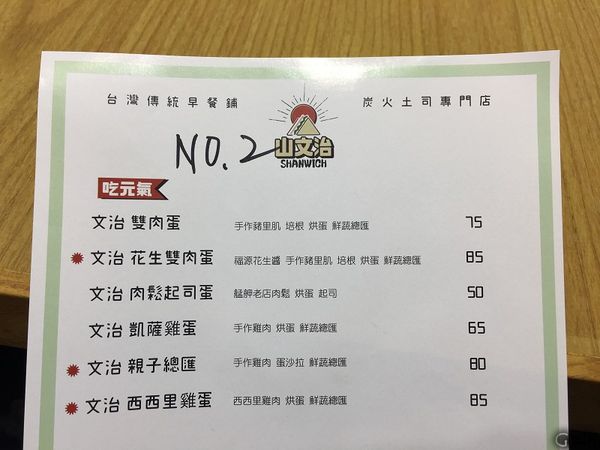 台灣傳統早餐鋪 炭火土司專門店
NO.2
山文治
SHANWICH
吃元氣
文治 雙肉蛋 手作豬里肌 培根 烘蛋 鮮蔬總匯 75
文治 花生雙肉蛋 福源花生醬 手作豬里肌 培根 烘蛋 鮮蔬總匯 85
文治 肉鬆起司蛋 艋舺老店肉鬆 烘蛋 起司 50
文治 凱薩雞蛋 手作雞肉 烘蛋 鮮蔬總匯 65
文治 親子總匯 手作雞肉 蛋沙拉 鮮蔬總匯 80
文治 西西里雞蛋 西西里雞肉 烘蛋 鮮蔬總匯 85